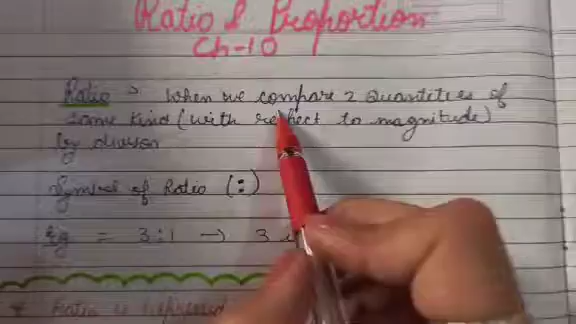 Ratio & Proportion
Ch-10
Ratio → When we compare 2 Quantities of
same kind (with respect to magnitude)
by division
Symbol of Ratio (:)
Eg = 3:1 → 3
* Ratio is expressed